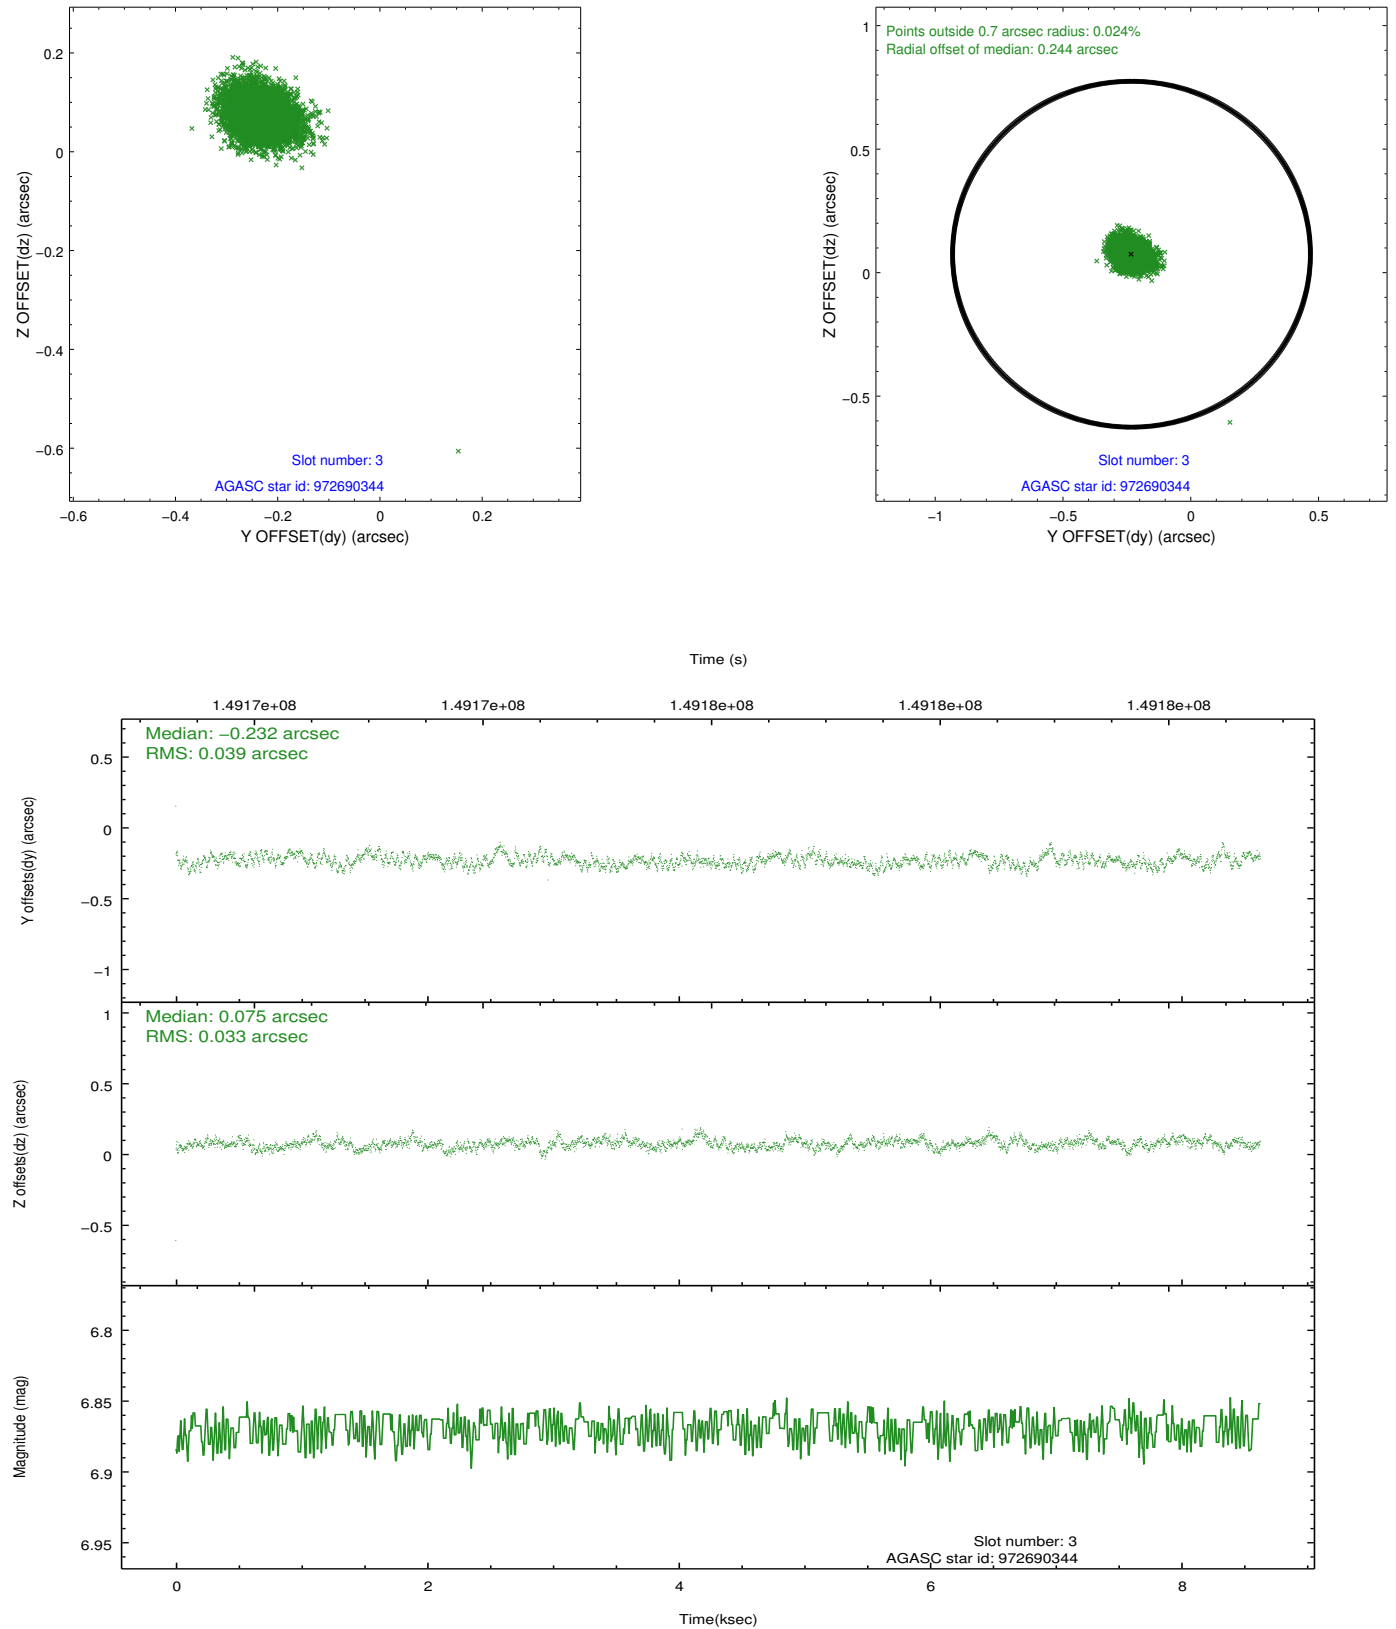 0.2
0
−0.2
−0.4
−0.6
Z OFFSET(dz) (arcsec)
Slot number: 3
AGASC star id: 972690344
−0.6 −0.4 −0.2 0 0.2
Y OFFSET(dy) (arcsec)
Points outside 0.7 arcsec radius: 0.024%
Radial offset of median: 0.244 arcsec
1
0.5
0
−0.5
Z OFFSET(dz) (arcsec)
Slot number: 3
AGASC star id: 972690344
−1 −0.5 0 0.5
Y OFFSET(dy) (arcsec)
Time (s)
1.4917e+08 1.4917e+08 1.4918e+08 1.4918e+08 1.4918e+08
Median: −0.232 arcsec
RMS: 0.039 arcsec
0.5
0
−0.5
−1
Y offsets(dy) (arcsec)
Median: 0.075 arcsec
RMS: 0.033 arcsec
1
0.5
0
−0.5
Z offsets(dz) (arcsec)
6.8
6.85
6.9
6.95
Magnitude (mag)
Slot number: 3
AGASC star id: 972690344
0 2 4 6 8
Time(ksec)